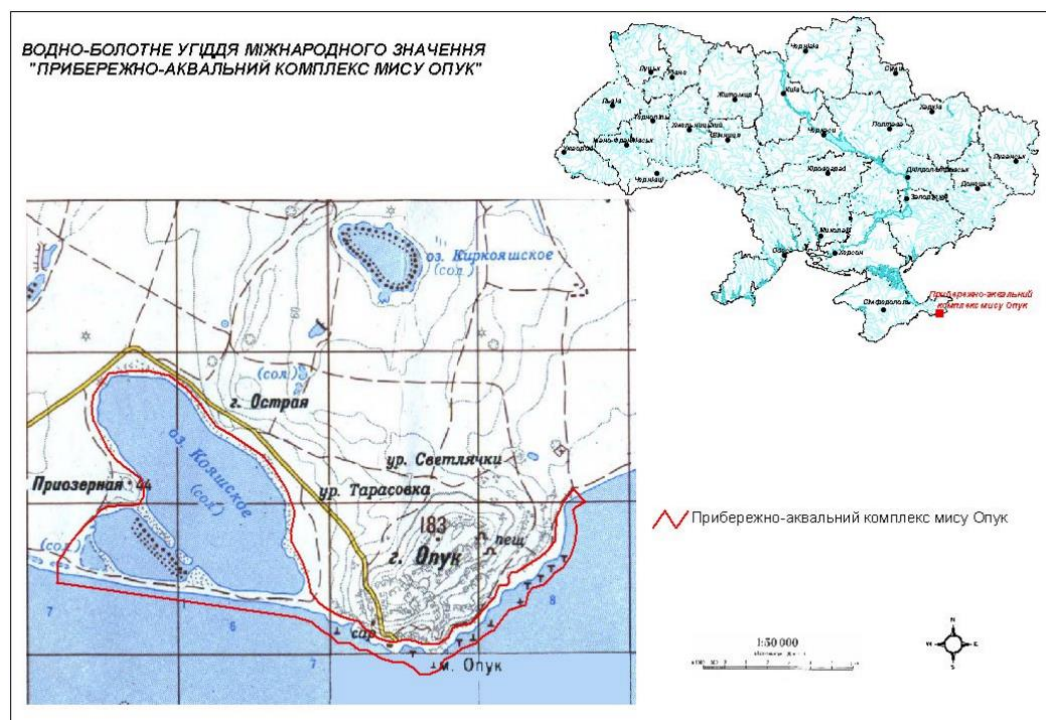 ВОДНО-БОЛОТНЕ УГІДДЯ МІЖНАРОДНОГО ЗНАЧЕННЯ
"ПРИБЕРЕЖНО-АКВАЛЬНИЙ КОМПЛЕКС МИСУ ОПУК"
Чернігів
Суми
Луцьк
Рівне
Київ
Житомир
Львів
Харків
Тернопіль
Хмельницький
Полтава
Вінниця
Черкаси
Івано-Франківськ
Ужгород
Чернівці
Кіровоград
Дніпропетровськ
Луганськ
Донецьк
Запоріжжя
Миколаїв
Одеса
Херсон
Сімферополь
Прибережно-аквальний
комплекс мису Опук
оз. Киркояшское
(сол.)
60
(сол.)
г. Острая
оз. Кояшское
(сол.)
Приозерная
44
ур. Светлячки
ур. Тарасовка
183
г. Опук
пещ
(сол.)
7
6
7
8
сар.
м. Опук
Прибережно-аквальний комплекс мису Опук
1:50 000
N
W
E
S